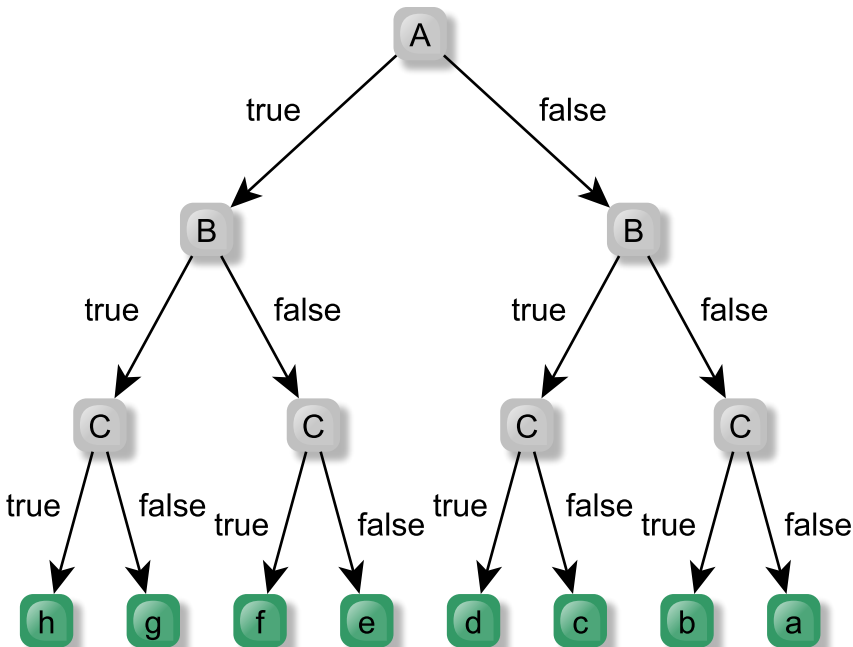 A
true false
B B
true false true false
C C C C
true false true false true false true false
h g f e d c b a